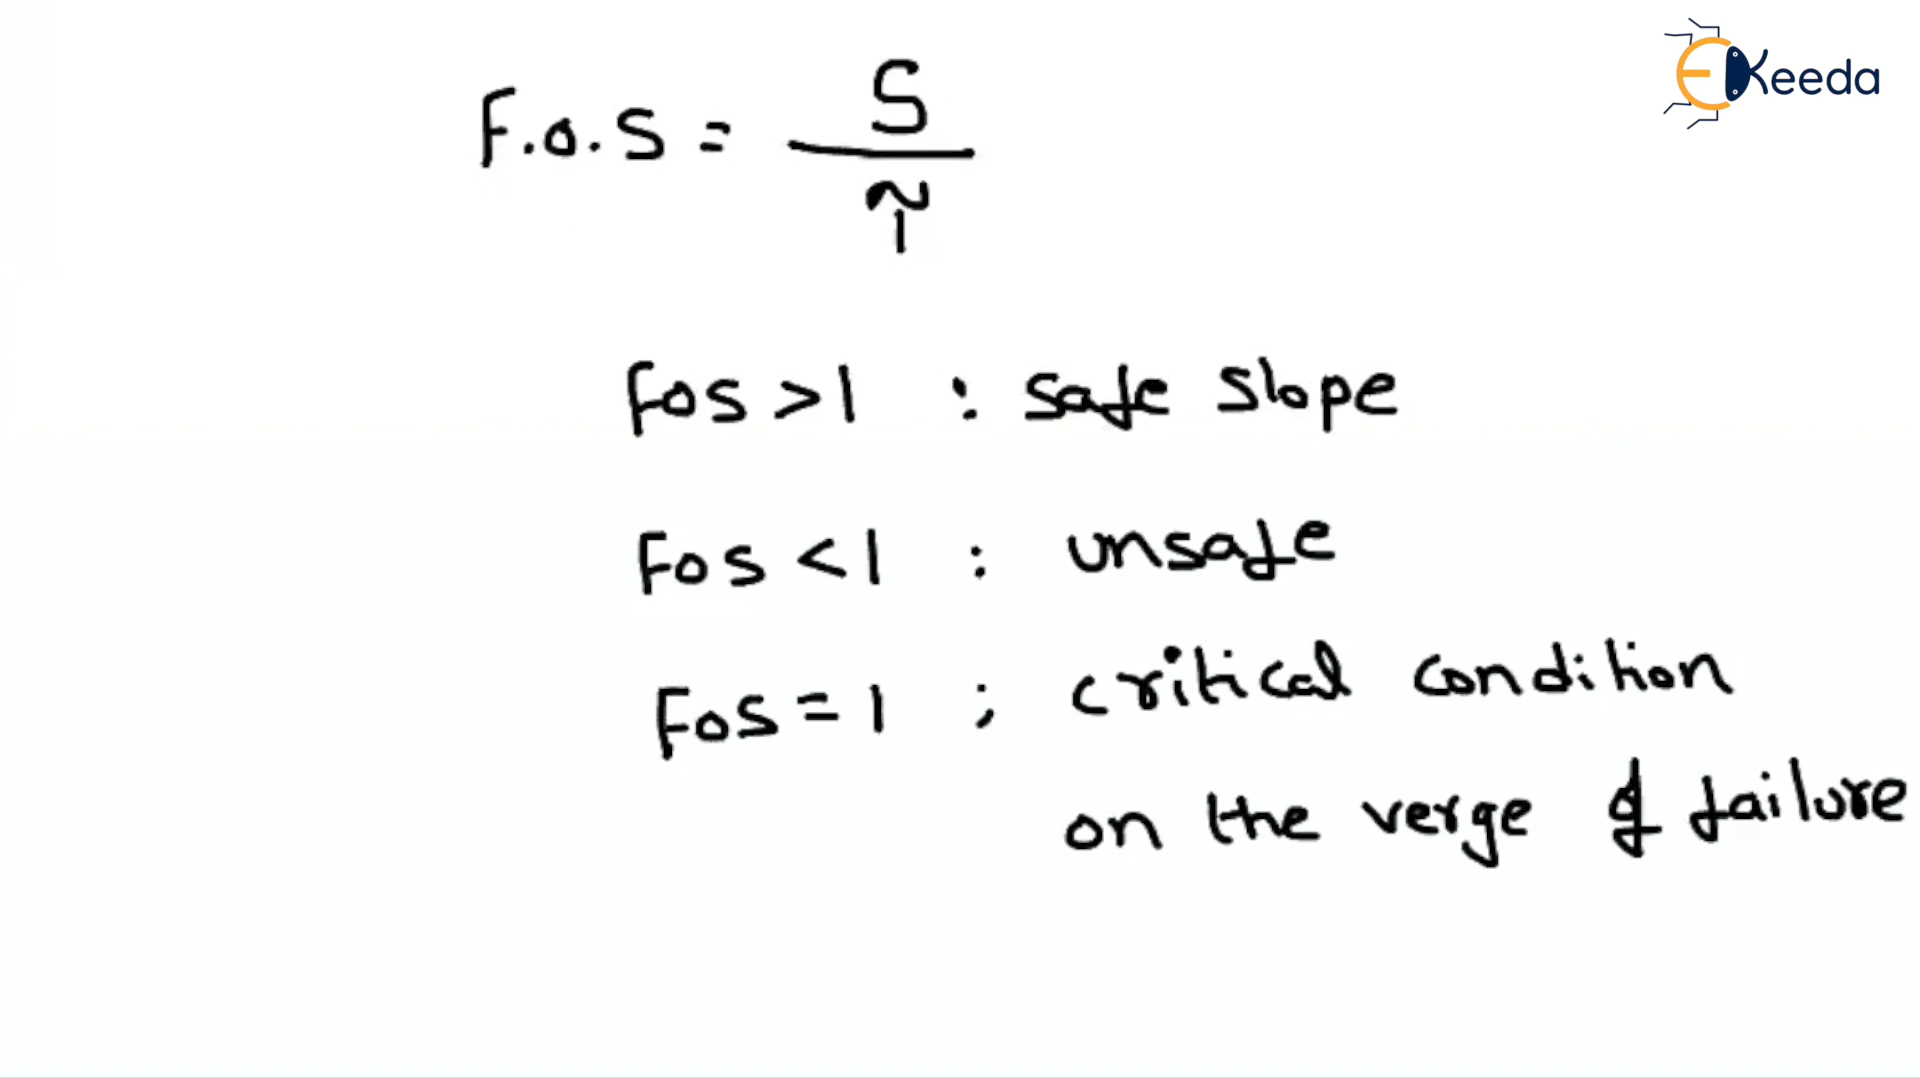 EKeeda
F.O.S = S / τ
FOS > 1 : safe slope
FOS < 1 : unsafe
FOS = 1 ; critical condition
on the verge of failure